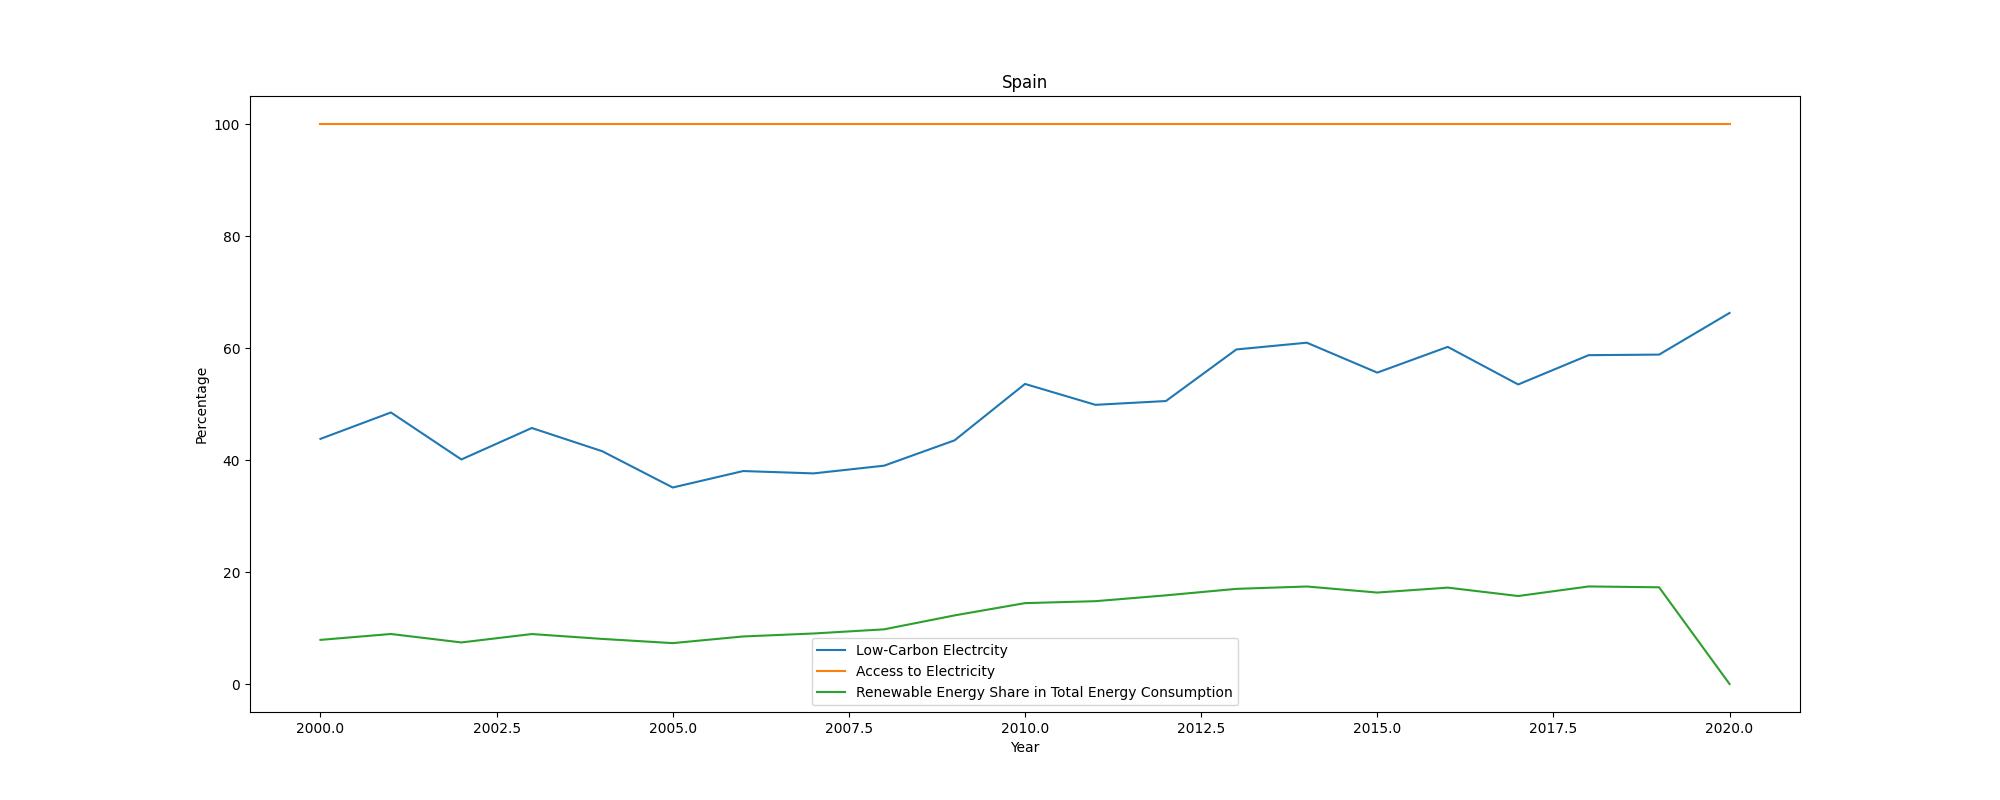 Spain
100
80
60
40
20
0
Percentage
Low-Carbon Electrcity
Access to Electricity
Renewable Energy Share in Total Energy Consumption
2000.0 2002.5 2005.0 2007.5 2010.0 2012.5 2015.0 2017.5 2020.0
Year